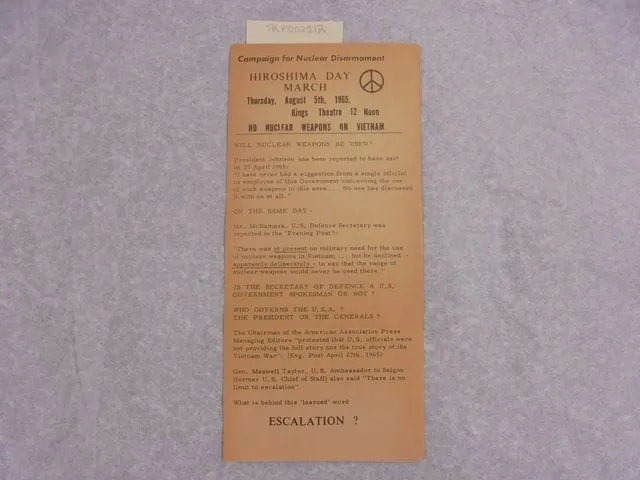 Campaign for Nuclear Disarmament
HIROSHIMA DAY
MARCH
Thursday, August 5th, 1965.
Kings Theatre 12 Noon
NO NUCLEAR WEAPONS ON VIETNAM
WILL NUCLEAR WEAPONS BE USED?
President Johnson has been reported to have said
on 27 April 1965:
"I have never had a suggestion from a single official
or employee of this Government concerning the use
of such weapons in this area .... No one has discussed
it with us at all."
ON THE SAME DAY -
Mr. McNamara, U.S. Defence Secretary was
reported in the 'Evening Post':-
"There was at present no military need for the use
of nuclear weapons in Vietnam ... but he declined -
apparently deliberately - to say that the range of
nuclear weapons would never be used there."
IS THE SECRETARY OF DEFENCE A U.S.
GOVERNMENT SPOKESMAN OR NOT ?
WHO GOVERNS THE U.S.A. ?
THE PRESIDENT OR THE GENERALS ?
The Chairman of the American Association Press
Managing Editors "protested that U.S. officials were
not providing the full story nor the true story of the
Vietnam War". (Evg. Post April 27th, 1965)
Gen. Maxwell Taylor, U.S. Ambassador to Saigon
(former U.S. Chief of Staff) also said "There is no
limit to escalation".
What is behind this 'learned' word
ESCALATION ?